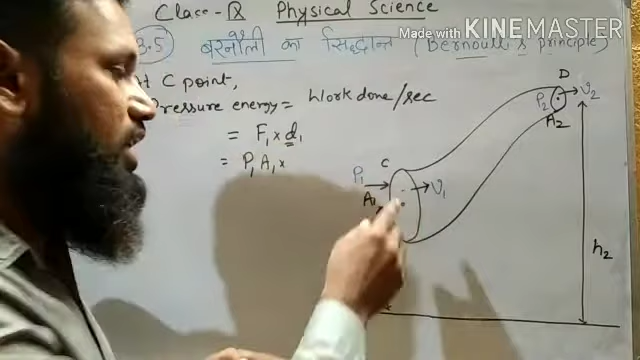 Made with KINEMASTER
Class-IX Physical Science
3.5 बरनौली का सिद्धान्त (Bernoulli's principle)
t C point,
Pressure energy = Work done/sec
= F₁ × d₁
= P₁ A₁ ×
C
P₁
A₁
v₁
D
P₂
v₂
A₂
h₂